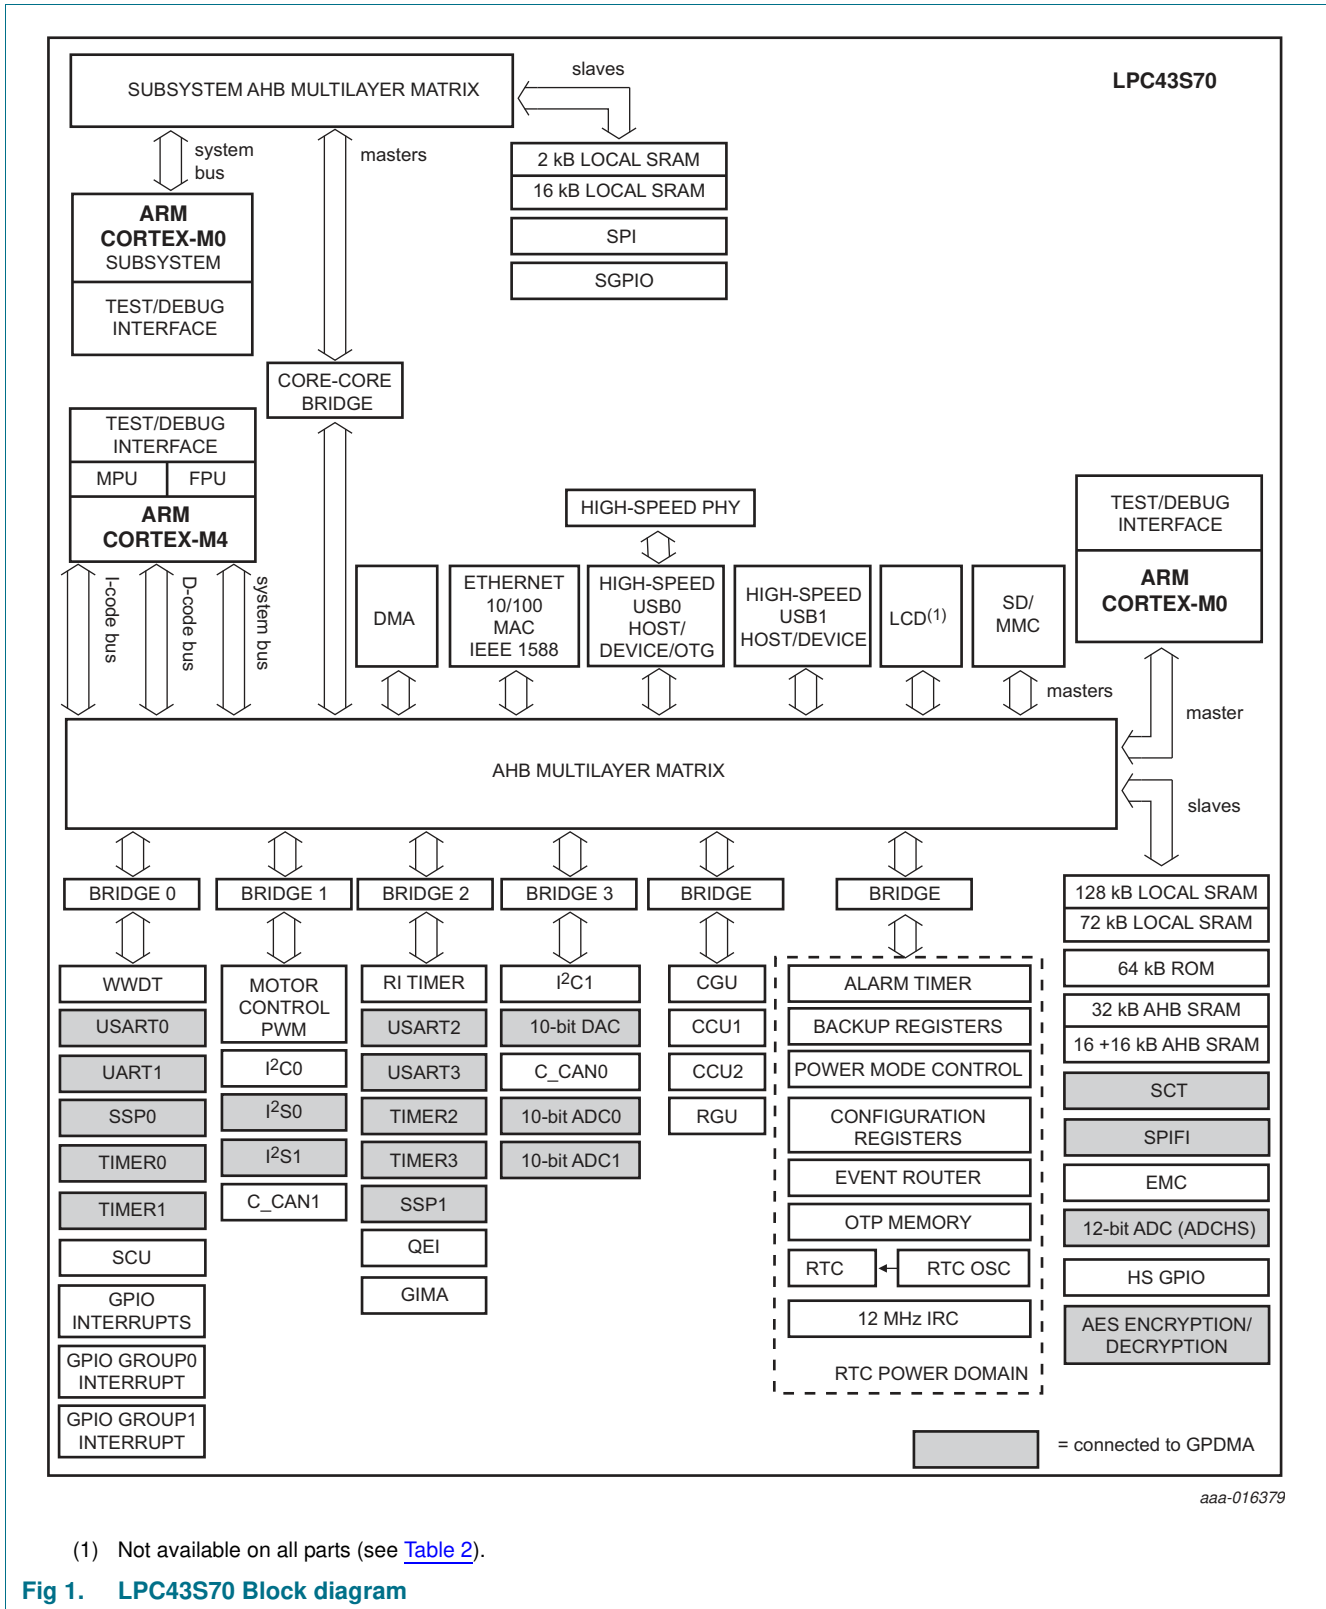 LPC43S70
SUBSYSTEM AHB MULTILAYER MATRIX
slaves
system
bus
masters
2 kB LOCAL SRAM
16 kB LOCAL SRAM
SPI
SGPIO
ARM
CORTEX-M0
SUBSYSTEM
TEST/DEBUG
INTERFACE
CORE-CORE
BRIDGE
TEST/DEBUG
INTERFACE
MPU
FPU
ARM
CORTEX-M4
I-code bus
D-code bus
system bus
HIGH-SPEED PHY
DMA
ETHERNET
10/100
MAC
IEEE 1588
HIGH-SPEED
USB0
HOST/
DEVICE/OTG
HIGH-SPEED
USB1
HOST/DEVICE
LCD(1)
SD/
MMC
TEST/DEBUG
INTERFACE
ARM
CORTEX-M0
masters
master
AHB MULTILAYER MATRIX
slaves
BRIDGE 0
BRIDGE 1
BRIDGE 2
BRIDGE 3
BRIDGE
BRIDGE
WWDT
USART0
UART1
SSP0
TIMER0
TIMER1
SCU
GPIO
INTERRUPTS
GPIO GROUP0
INTERRUPT
GPIO GROUP1
INTERRUPT
MOTOR
CONTROL
PWM
I2C0
I2S0
I2S1
C_CAN1
RI TIMER
USART2
USART3
TIMER2
TIMER3
SSP1
QEI
GIMA
I2C1
10-bit DAC
C_CAN0
10-bit ADC0
10-bit ADC1
CGU
CCU1
CCU2
RGU
ALARM TIMER
BACKUP REGISTERS
POWER MODE CONTROL
CONFIGURATION
REGISTERS
EVENT ROUTER
OTP MEMORY
RTC
RTC OSC
12 MHz IRC
RTC POWER DOMAIN
128 kB LOCAL SRAM
72 kB LOCAL SRAM
64 kB ROM
32 kB AHB SRAM
16 +16 kB AHB SRAM
SCT
SPIFI
EMC
12-bit ADC (ADCHS)
HS GPIO
AES ENCRYPTION/
DECRYPTION
= connected to GPDMA
aaa-016379
(1) Not available on all parts (see Table 2).
Fig 1. LPC43S70 Block diagram